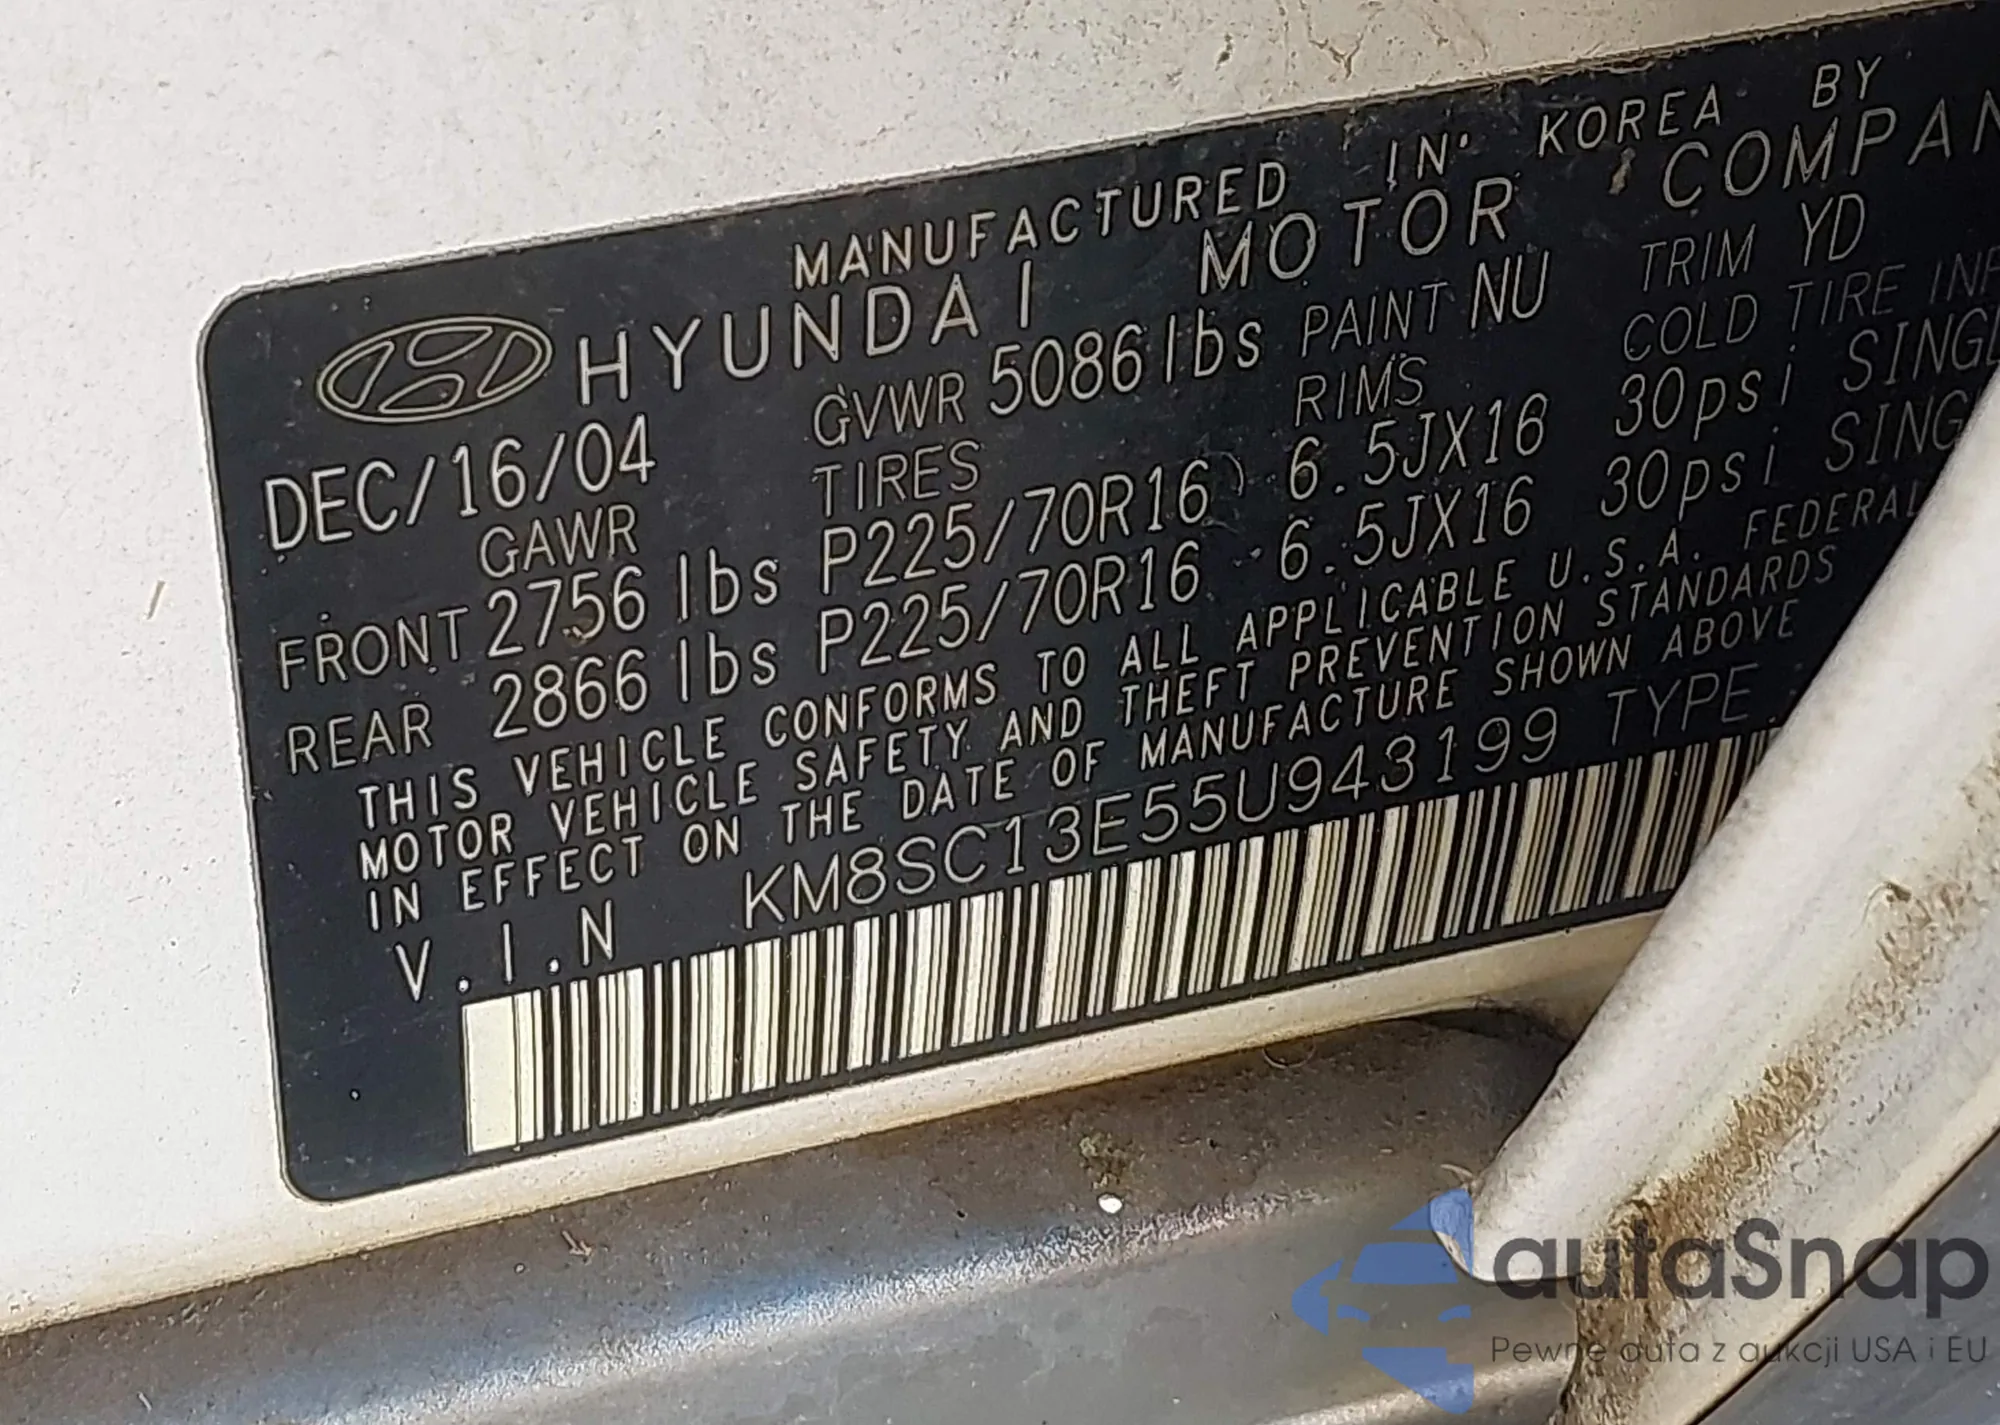 MANUFACTURED IN KOREA BY
HYUNDAI MOTOR COMPAN
DEC/16/04 GVWR 5086 lbs PAINT NU TRIM YD
GAWR TIRES RIMS COLD TIRE INF
FRONT 2756 lbs P225/70R16 6.5JX16 30psi SINGL
REAR 2866 lbs P225/70R16 6.5JX16 30psi SING
THIS VEHICLE CONFORMS TO ALL APPLICABLE U.S.A. FEDERAL
MOTOR VEHICLE SAFETY AND THEFT PREVENTION STANDARDS
IN EFFECT ON THE DATE OF MANUFACTURE SHOWN ABOVE
V.I.N KM8SC13E55U943199 TYPE
autaSnap
Pewne auta z aukcji USA i EU